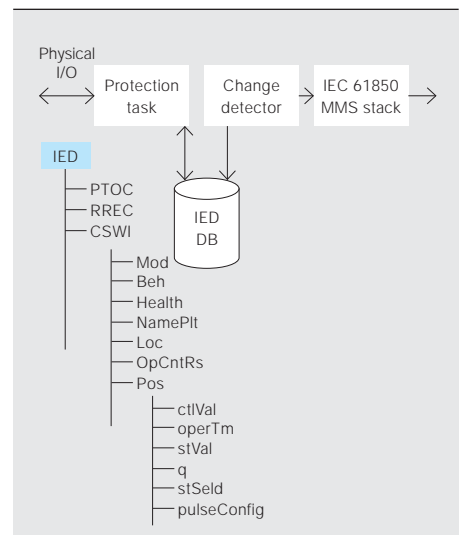 Physical
I/O
Protection
task
Change
detector
IEC 61850
MMS stack
IED
IED
DB
PTOC
RREC
CSWI
Mod
Beh
Health
NamePlt
Loc
OpCntRs
Pos
ctlVal
operTm
stVal
q
stSeld
pulseConfig